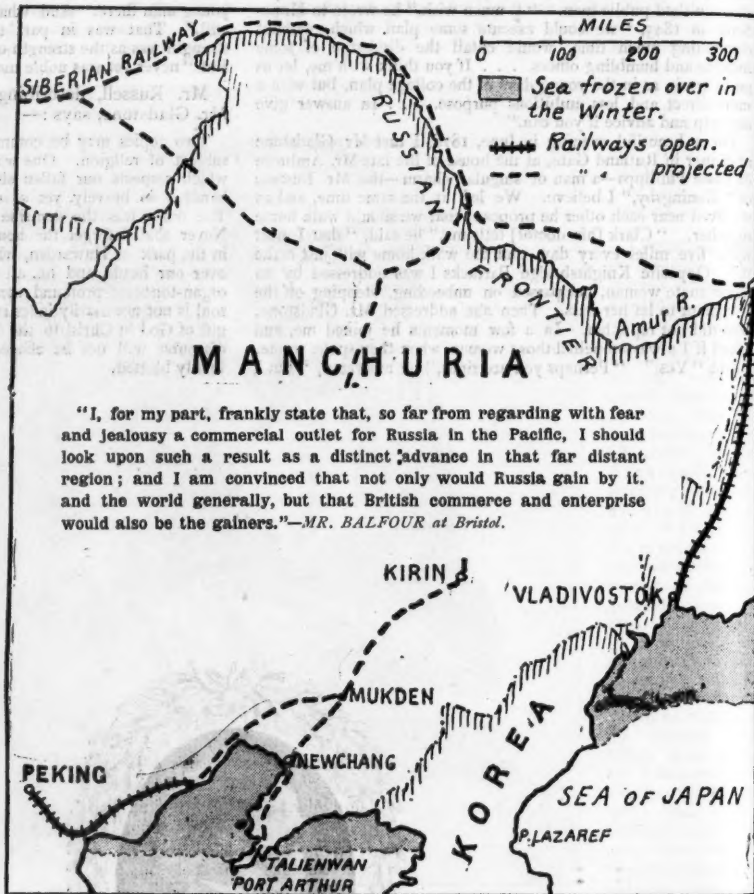 MILES
0 100 200 300
SIBERIAN RAILWAY
Sea frozen over in
the Winter.
Railways open.
" projected
RUSSIAN
FRONTIER
Amur R.
MANCHURIA
"I, for my part, frankly state that, so far from regarding with fear
and jealousy a commercial outlet for Russia in the Pacific, I should
look upon such a result as a distinct advance in that far distant
region; and I am convinced that not only would Russia gain by it.
and the world generally, but that British commerce and enterprise
would also be the gainers."—MR. BALFOUR at Bristol.
KIRIN
VLADIVOSTOK
MUKDEN
NEWCHANG
PEKING
KOREA
SEA OF JAPAN
P. LAZAREF
TALIENWAN
PORT ARTHUR